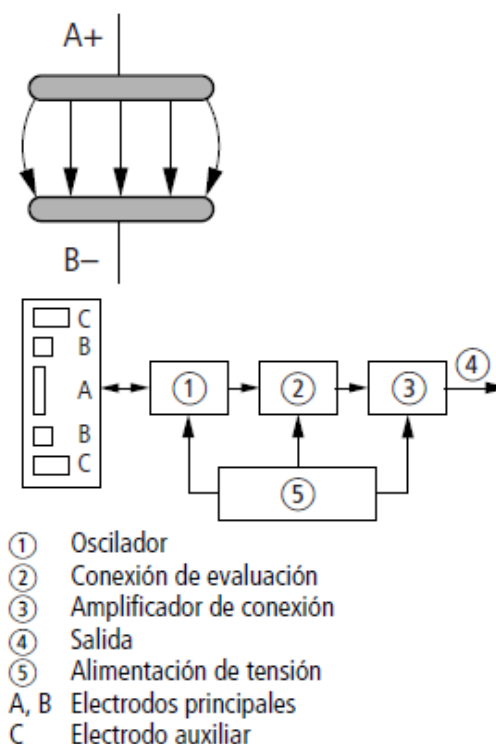 A+
B–
C
B
A
B
C
① ② ③ ④
⑤
① Oscilador
② Conexión de evaluación
③ Amplificador de conexión
④ Salida
⑤ Alimentación de tensión
A, B Electrodos principales
C Electrodo auxiliar